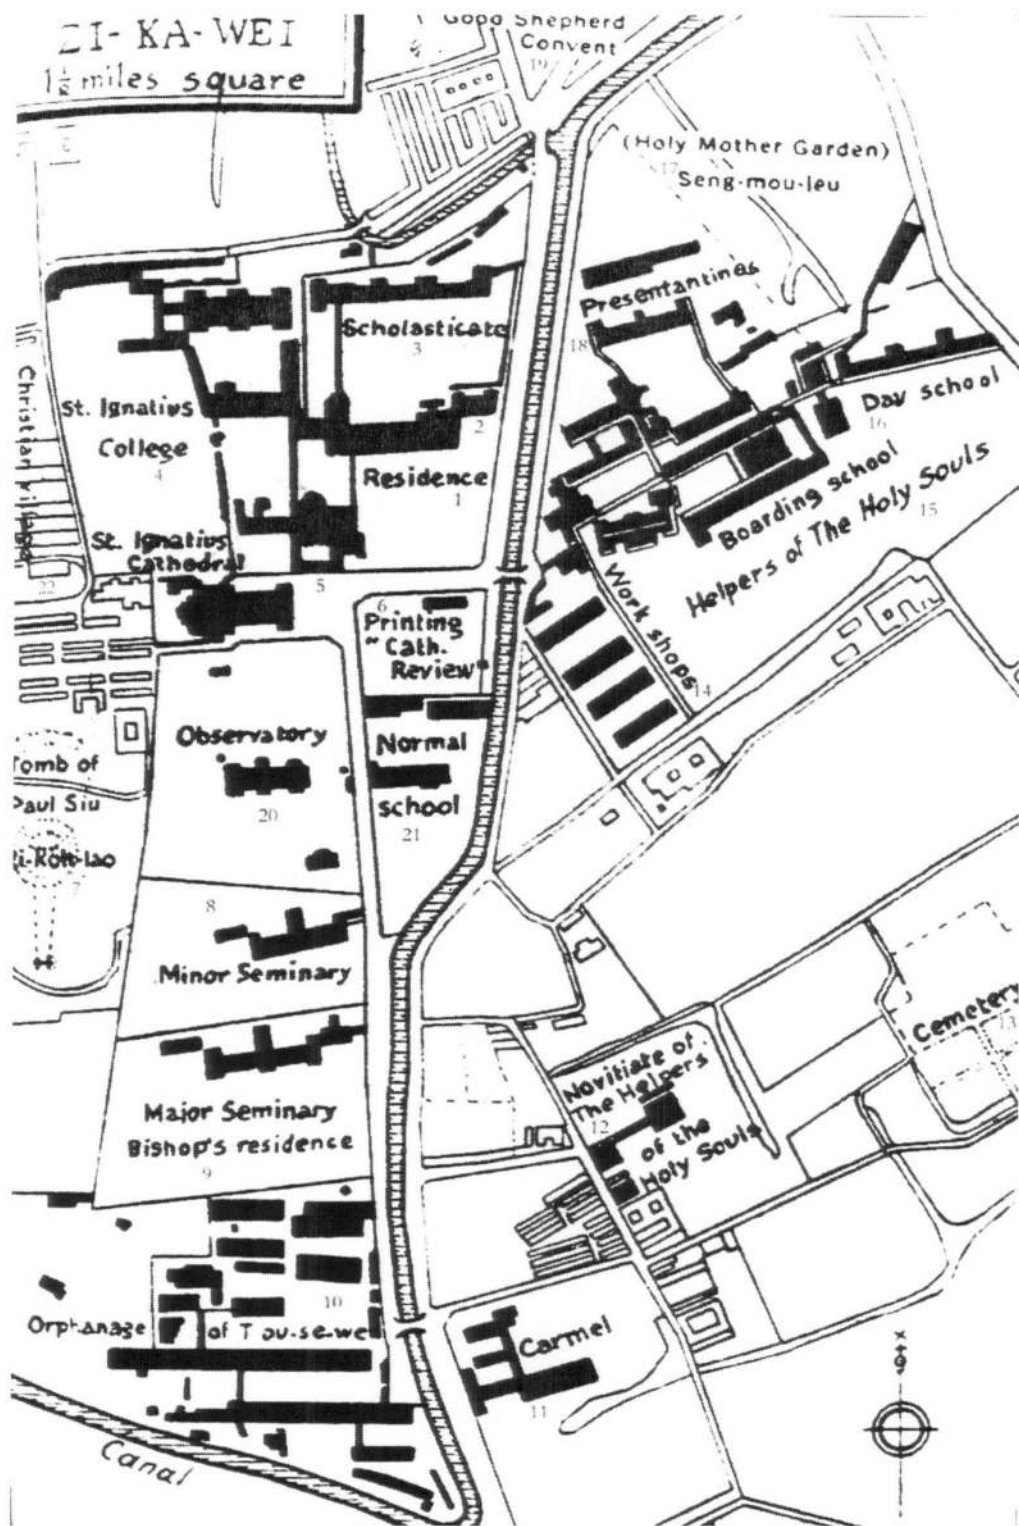 ZI-KA-WEI
1⅛ miles square
Good Shepherd
Convent
19
(Holy Mother Garden)
17
Seng-mou-ieu
Presentantines
18
Scholasticate
3
Christian village
St. Ignatius
College
4
2
Residence
1
Day school
16
Boarding school
15
Helpers of The Holy Souls
St. Ignatius
Cathedral
5
22
6
Printing
"Cath.
Review"
Work shops
14
Observatory
20
Normal
school
21
Tomb of
Paul Siu
7
8
Minor Seminary
Major Seminary
Bishop's residence
9
Cemetery
13
Novitiate of
The Helpers
12
of the
Holy Souls
10
Orphanage of Tou-se-we
Carmel
11
Canal